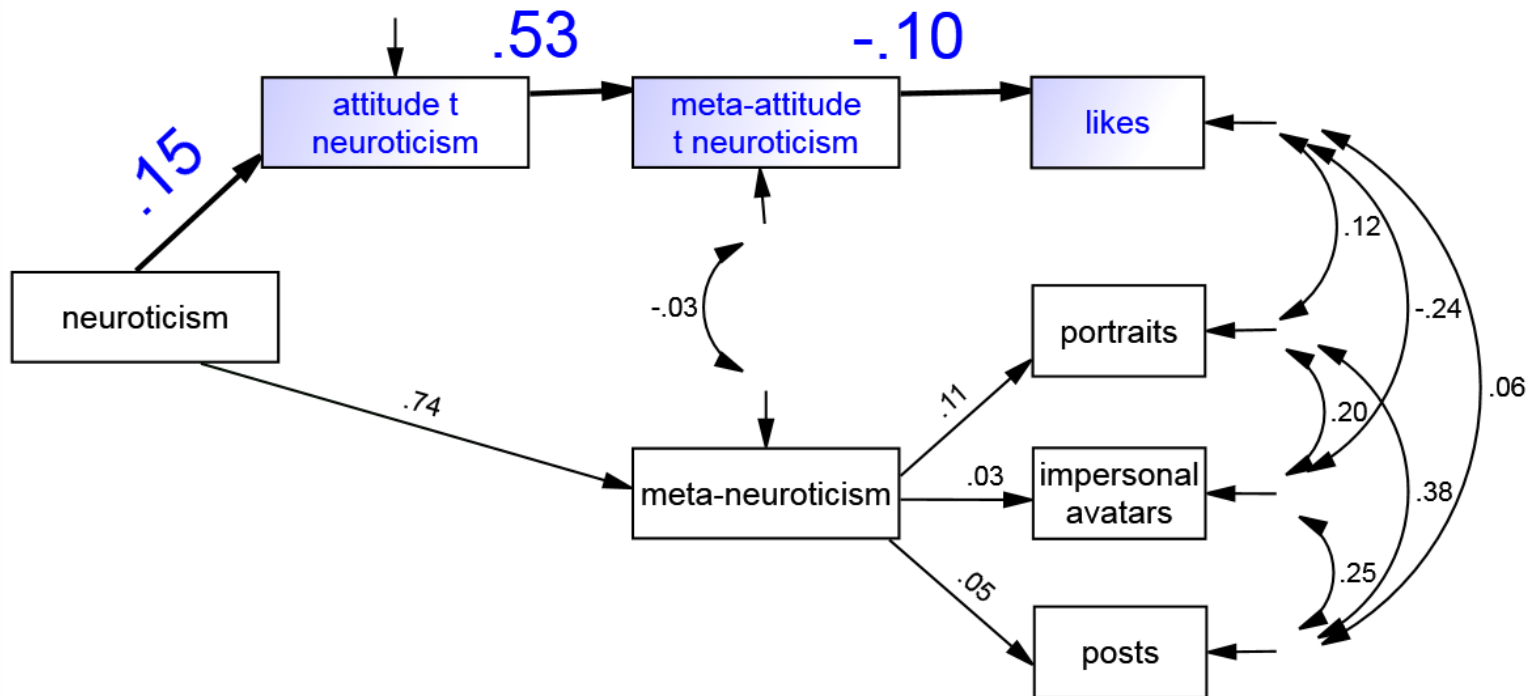 .53
-.10
attitude t
neuroticism
meta-attitude
t neuroticism
likes
.15
.12
neuroticism
-.03
portraits
-.24
.74
.11
.20
.06
meta-neuroticism
.03
impersonal
avatars
.38
.05
.25
posts